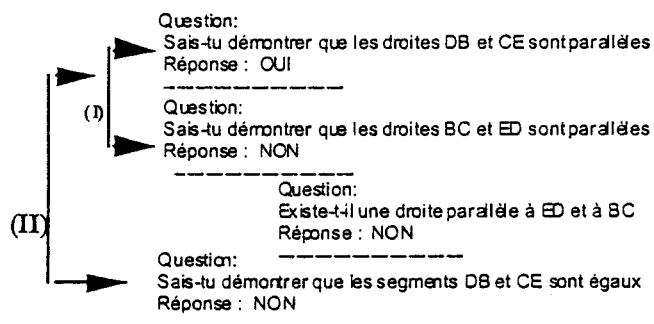 Question:
Sais-tu démontrer que les droites DB et CE sont parallèles
Réponse : OUI
(I)
Question:
Sais-tu démontrer que les droites BC et ED sont parallèles
Réponse : NON
Question:
Existe-t-il une droite parallèle à ED et à BC
Réponse : NON
(II)
Question:
Sais-tu démontrer que les segments DB et CE sont égaux
Réponse : NON